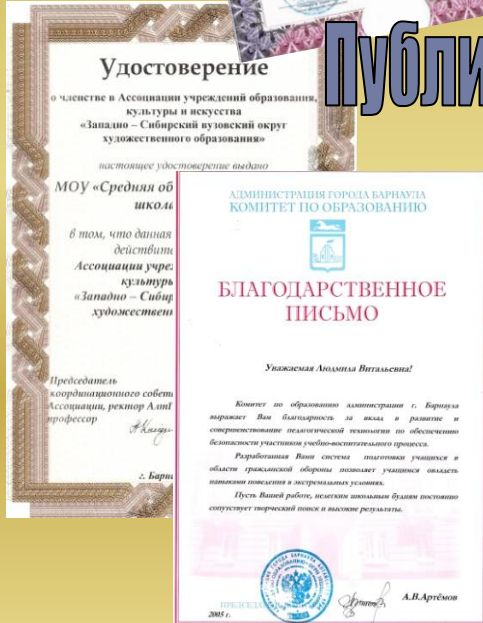 Публи
Удостоверение
о членстве в Ассоциации учреждений образования,
культуры и искусства
«Западно – Сибирский вузовский округ
художественного образования»
настоящее удостоверение выдано
МОУ «Средняя об
школ
в том, что данная
действит
Ассоциации учре
культур
«Западно – Сибир
художествен
Председатель
координационного совета
Ассоциации, ректор
профессор
г. Барн
АДМИНИСТРАЦИЯ ГОРОДА БАРНАУЛА
КОМИТЕТ ПО ОБРАЗОВАНИЮ
БЛАГОДАРСТВЕННОЕ
ПИСЬМО
Уважаемая Людмила Витальевна!
Комитет по образованию администрации г. Барнаула
выражает Вам благодарность за вклад в развитие и
совершенствование педагогической технологии по обеспечению
безопасности участников учебно-воспитательного процесса.
Разработанная Вами система подготовки учащихся в
области гражданской обороны позволяет учащимся овладеть
навыками поведения в экстремальных условиях.
Пусть Вашей работе, нелегким школьным будням постоянно
сопутствует творческий поиск и высокие результаты.
ПРЕДСЕДА
А.В.Артёмов
2005 г.